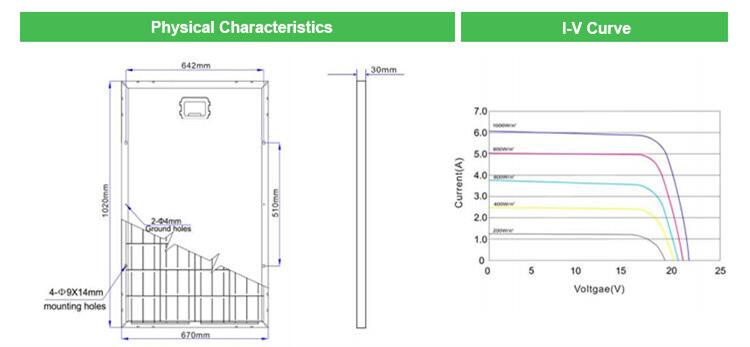 Physical Characteristics
I-V Curve
642mm
30mm
1020mm
510mm
2-Φ4mm
Ground holes
4-Φ9X14mm
mounting holes
670mm
7.0
6.0
5.0
4.0
3.0
2.0
1.0
0
Current(A)
1000W/㎡
800W/㎡
600W/㎡
400W/㎡
200W/㎡
0
5
10
15
20
25
Voltgae(V)